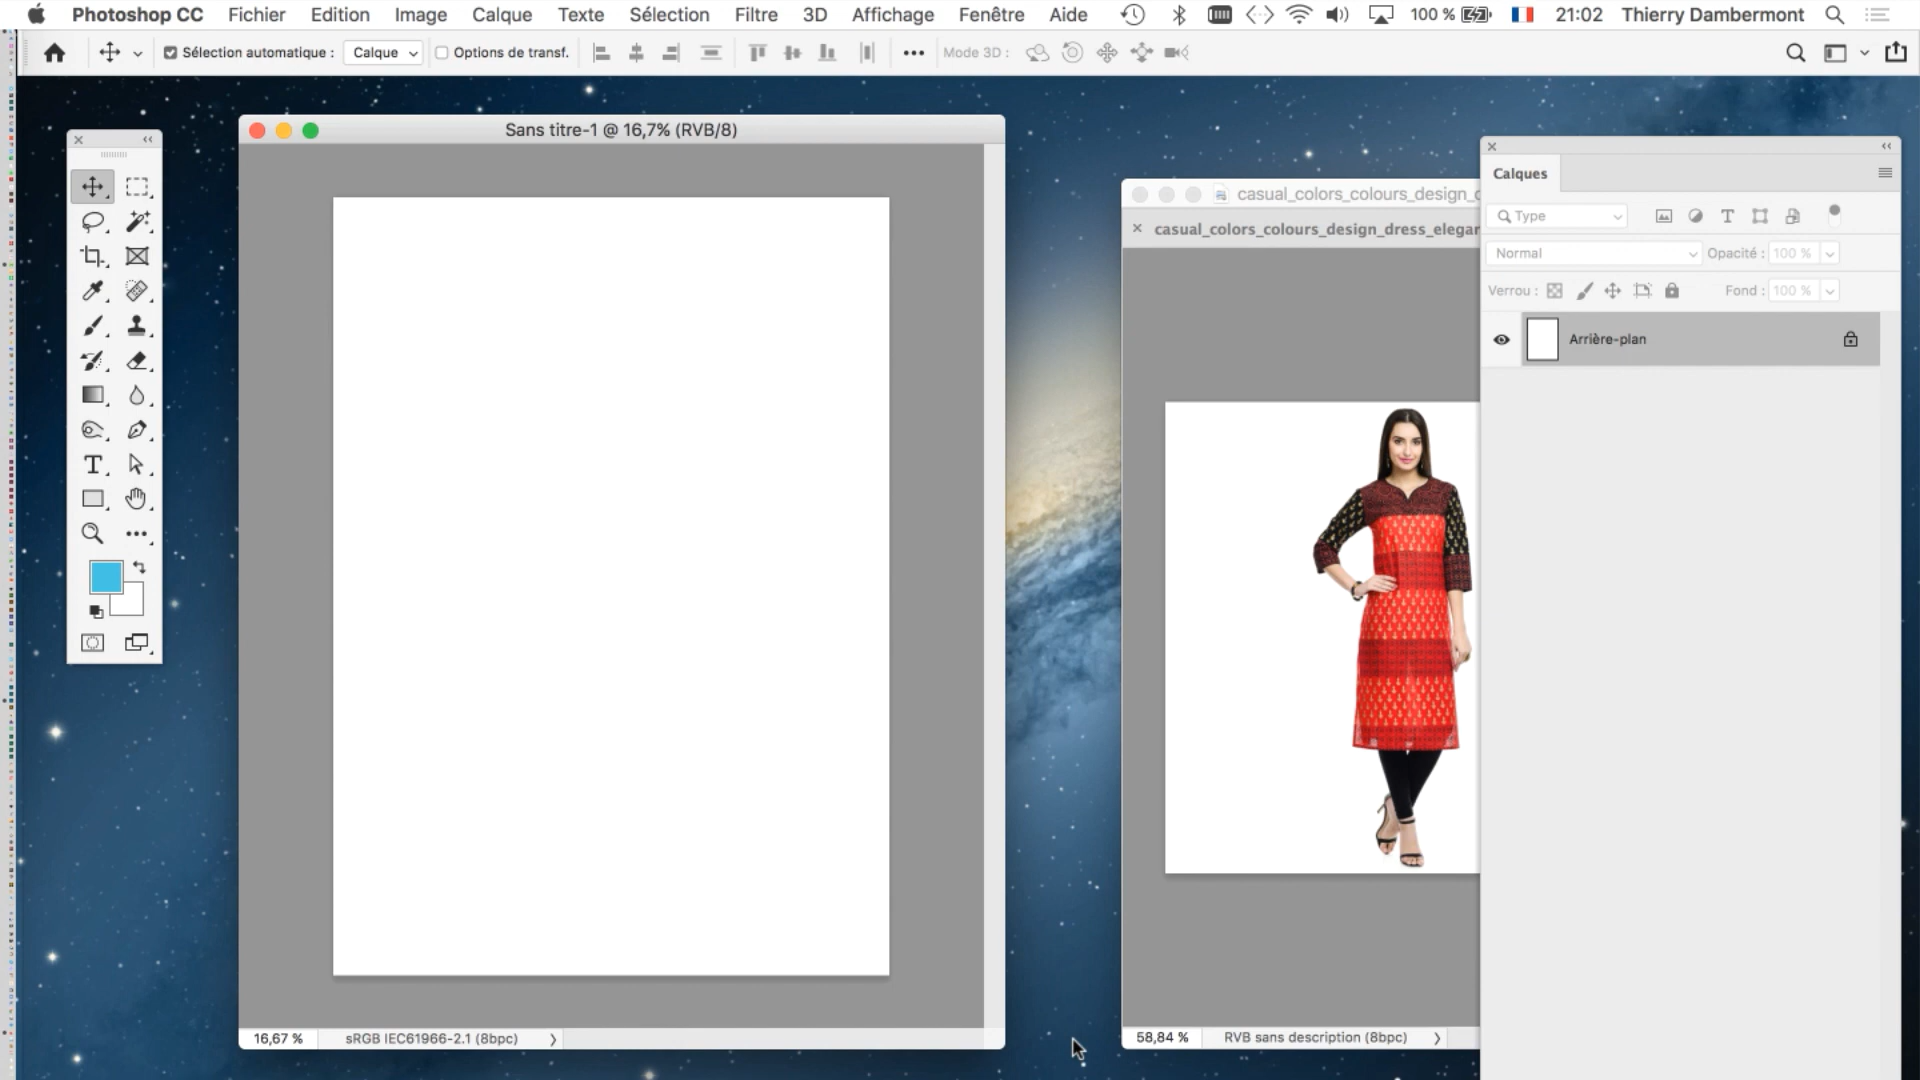 Photoshop CC Fichier Edition Image Calque Texte Sélection Filtre 3D Affichage Fenêtre Aide 100 % 21:02 Thierry Dambermont
Sélection automatique : Calque Options de transf. Mode 3D :
Sans titre-1 @ 16,7% (RVB/8)
casual_colors_colours_design_
casual_colors_colours_design_dress_elegan
Calques
Type
Normal Opacité : 100 %
Verrou : Fond : 100 %
Arrière-plan
16,67 % sRGB IEC61966-2.1 (8bpc)
58,84 % RVB sans description (8bpc)